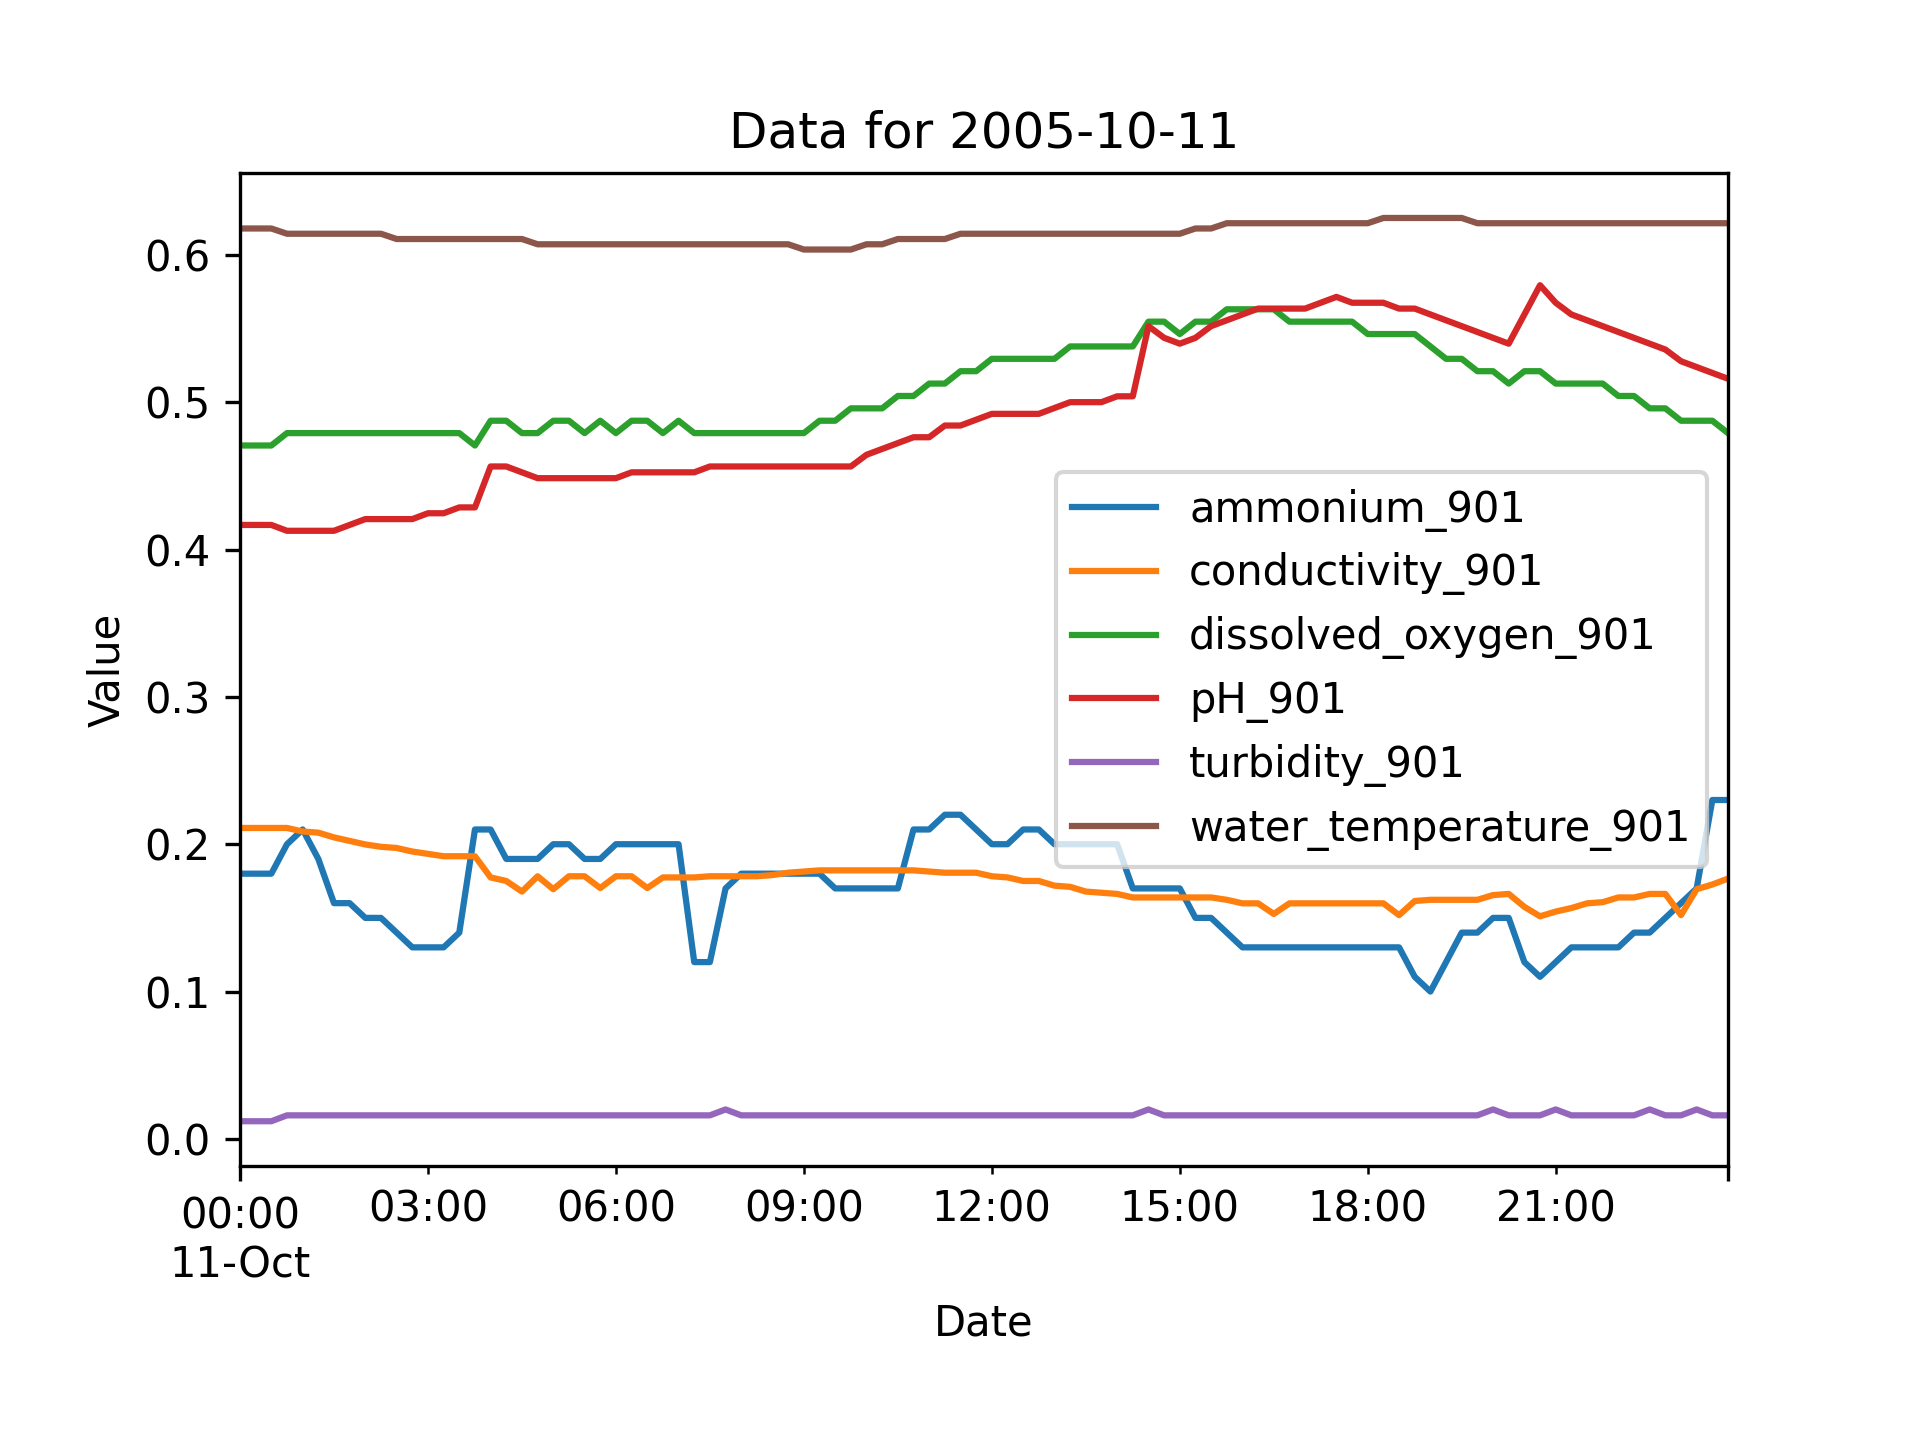 Data for 2005-10-11
Value
0.6
0.5
0.4
0.3
0.2
0.1
0.0
ammonium_901
conductivity_901
dissolved_oxygen_901
pH_901
turbidity_901
water_temperature_901
00:00 03:00 06:00 09:00 12:00 15:00 18:00 21:00
11-Oct
Date